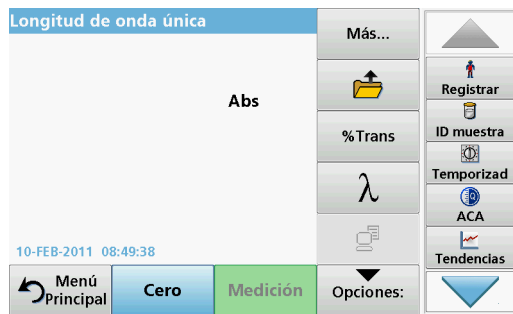 Longitud de onda única
Abs
10-FEB-2011 08:49:38
Menú
Principal
Cero
Medición
Más...
%Trans
λ
Opciones:
Registrar
ID muestra
Temporizad
ACA
Tendencias